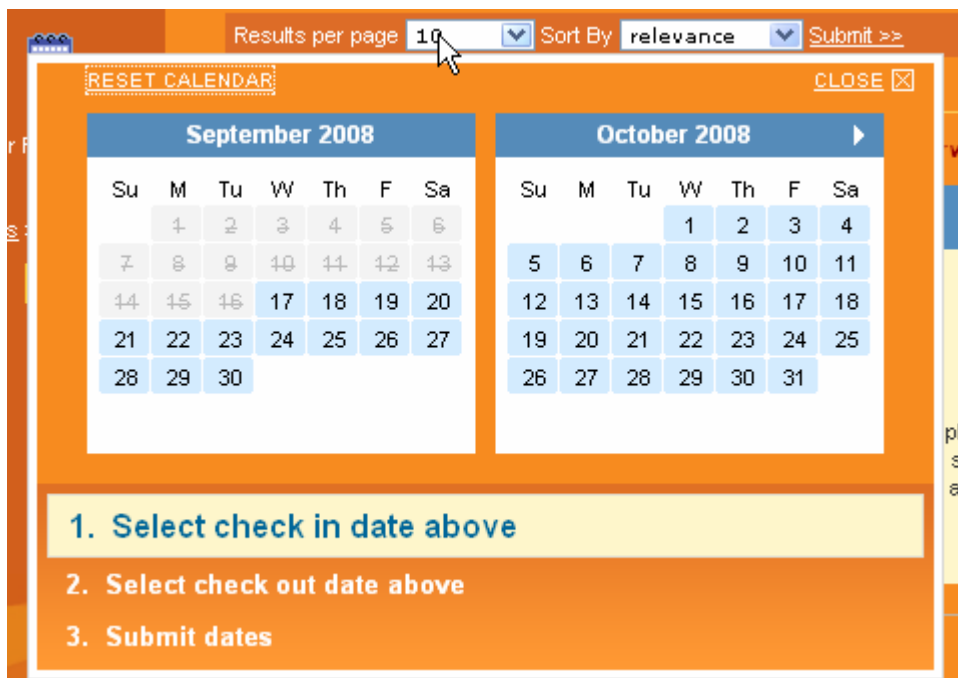 Results per page 10 Sort By relevance Submit >>
RESET CALENDAR CLOSE
September 2008
Su M Tu W Th F Sa
1 2 3 4 5 6
7 8 9 10 11 12 13
14 15 16 17 18 19 20
21 22 23 24 25 26 27
28 29 30
October 2008
Su M Tu W Th F Sa
1 2 3 4
5 6 7 8 9 10 11
12 13 14 15 16 17 18
19 20 21 22 23 24 25
26 27 28 29 30 31
1. Select check in date above
2. Select check out date above
3. Submit dates